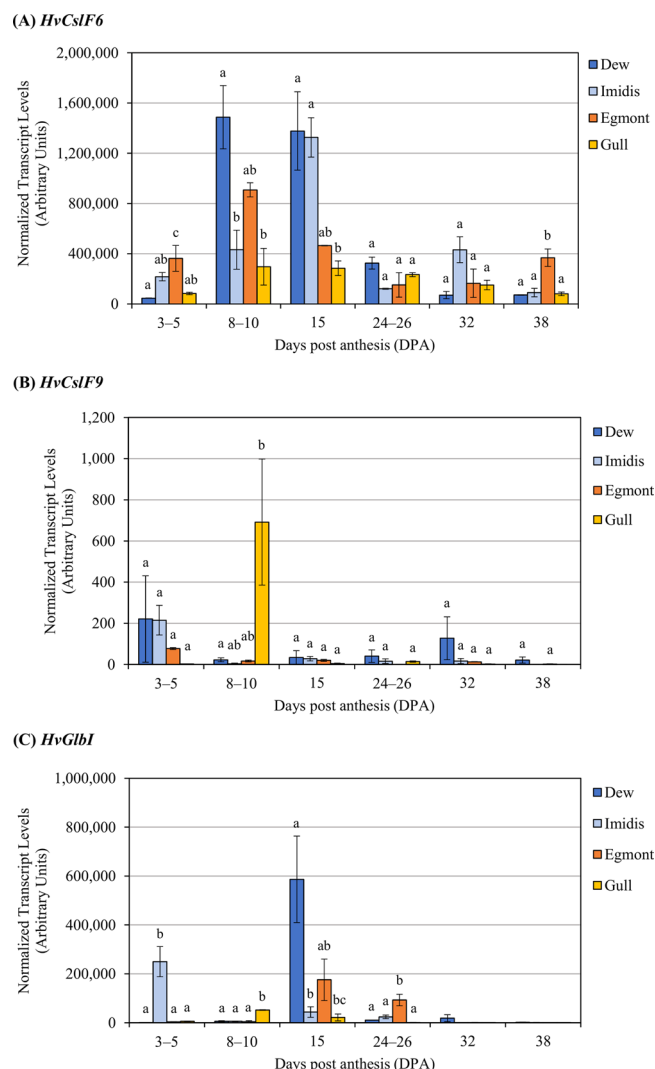 (A) HvCslF6
2,000,000
1,600,000
1,200,000
800,000
400,000
0
Normalized Transcript Levels
(Arbitrary Units)
a ab c ab
a b ab b
a a ab b
a a a a
a a a a
a a b a
3–5 8–10 15 24–26 32 38
Days post anthesis (DPA)
Dew
Imidis
Egmont
Gull
(B) HvCslF9
1,200
1,000
800
600
400
200
0
Normalized Transcript Levels
(Arbitrary Units)
a a a a
a ab ab b
a a a a
a a a
a a a a
a a
3–5 8–10 15 24–26 32 38
Days post anthesis (DPA)
Dew
Imidis
Egmont
Gull
(C) HvGlbI
1,000,000
800,000
600,000
400,000
200,000
0
Normalized Transcript Levels
(Arbitrary Units)
a b a a
a a a b
a b ab bc
a a b a
3–5 8–10 15 24–26 32 38
Days post anthesis (DPA)
Dew
Imidis
Egmont
Gull